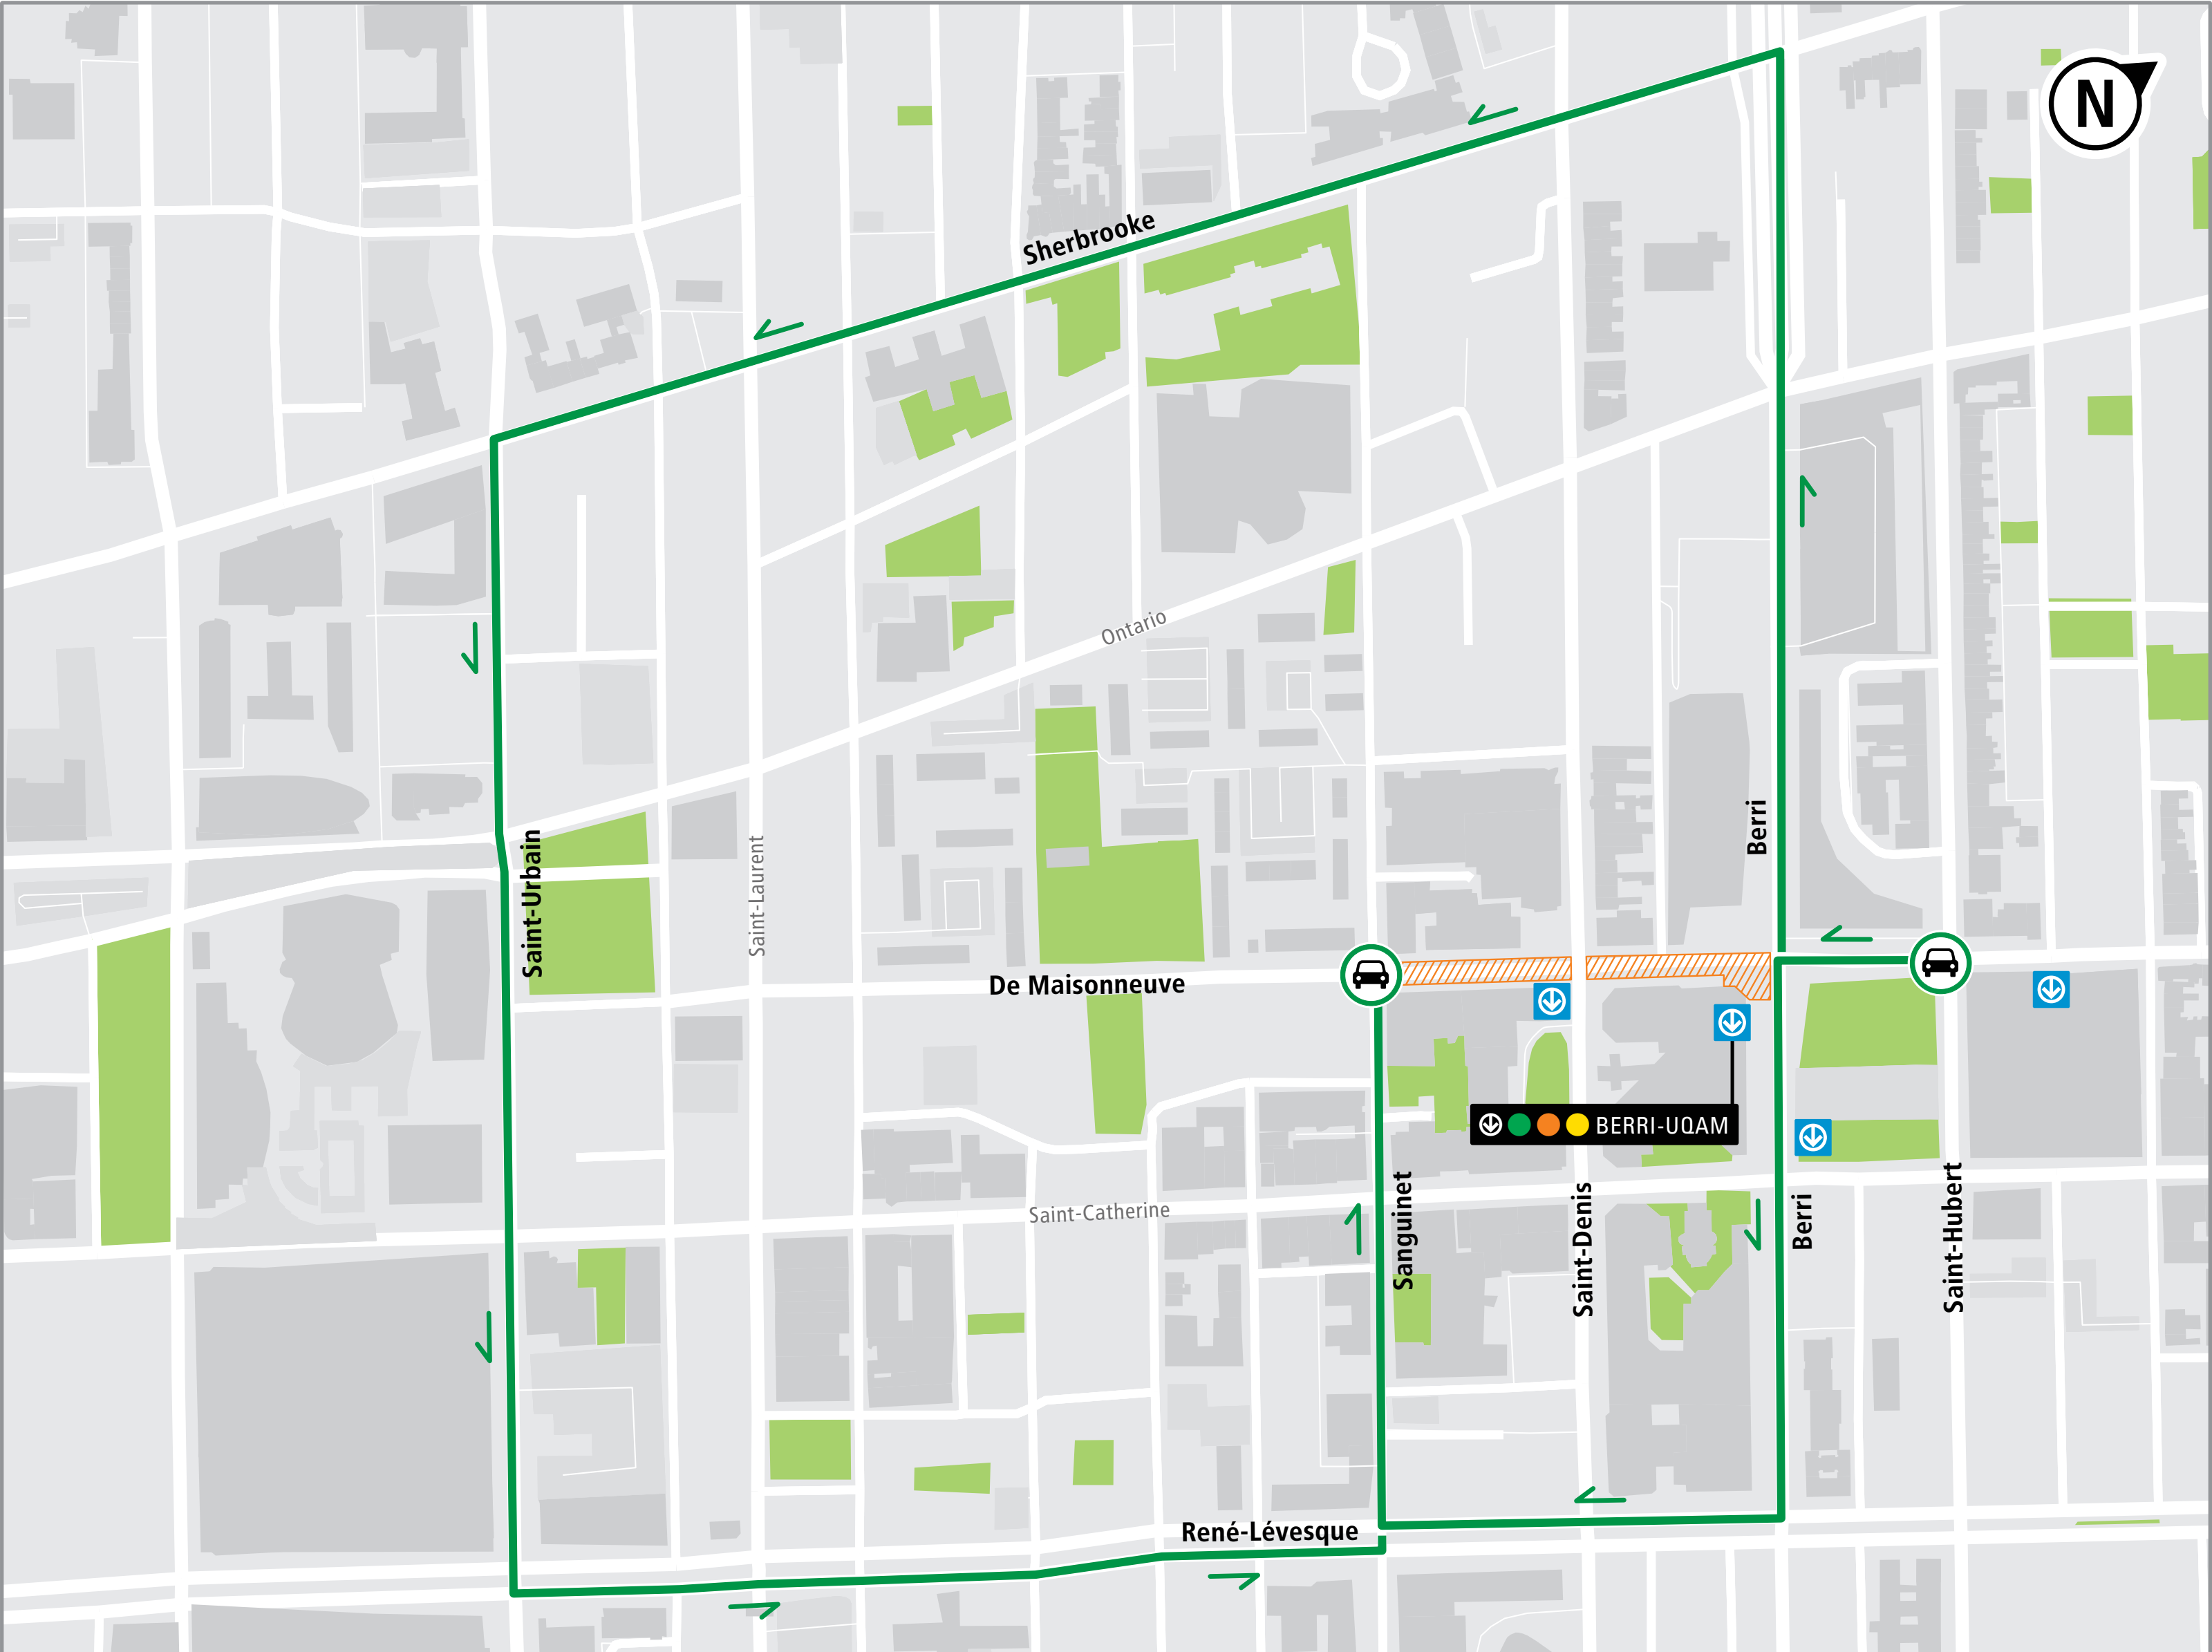 N
Sherbrooke
Ontario
Berri
Saint-Urbain
Saint-Laurent
De Maisonneuve
BERRI-UQAM
Sanguinet
Saint-Denis
Berri
Saint-Hubert
Saint-Catherine
René-Lévesque